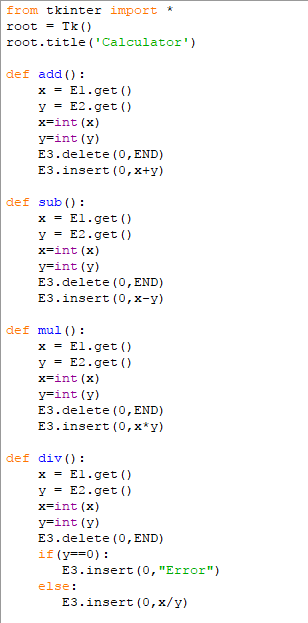 from tkinter import *
root = Tk()
root.title('Calculator')

def add():
    x = E1.get()
    y = E2.get()
    x=int(x)
    y=int(y)
    E3.delete(0,END)
    E3.insert(0,x+y)

def sub():
    x = E1.get()
    y = E2.get()
    x=int(x)
    y=int(y)
    E3.delete(0,END)
    E3.insert(0,x-y)

def mul():
    x = E1.get()
    y = E2.get()
    x=int(x)
    y=int(y)
    E3.delete(0,END)
    E3.insert(0,x*y)

def div():
    x = E1.get()
    y = E2.get()
    x=int(x)
    y=int(y)
    E3.delete(0,END)
    if(y==0):
       E3.insert(0,"Error")
    else:
       E3.insert(0,x/y)